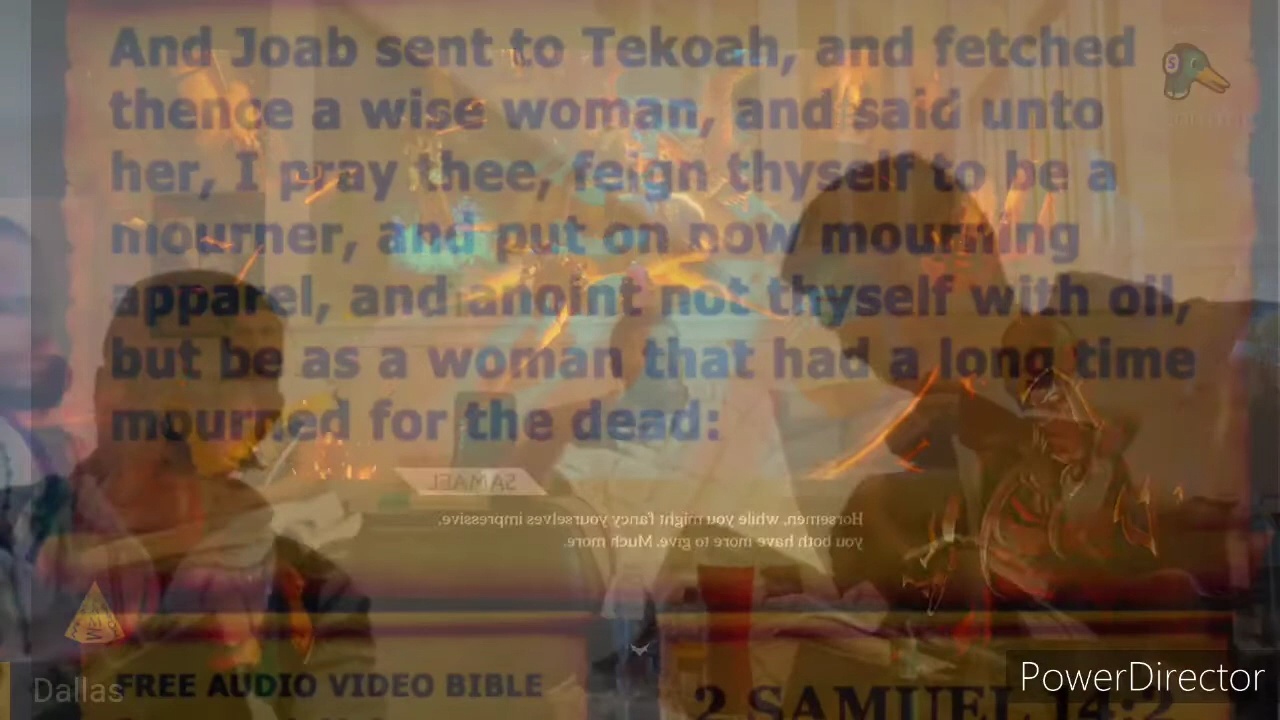 And Joab sent to Tekoah, and fetched
thence a wise woman, and said unto
her, I pray thee, feign thyself to be a
mourner, and put on now mourning
apparel, and anoint not thyself with oil,
but be as a woman that had a long time
mourned for the dead:
SAMAEL
Horsemen, while you might fancy yourselves impressive,
you both have more to give. Much more.
Dallas
FREE AUDIO VIDEO BIBLE
2 SAMUEL 14:2
PowerDirector